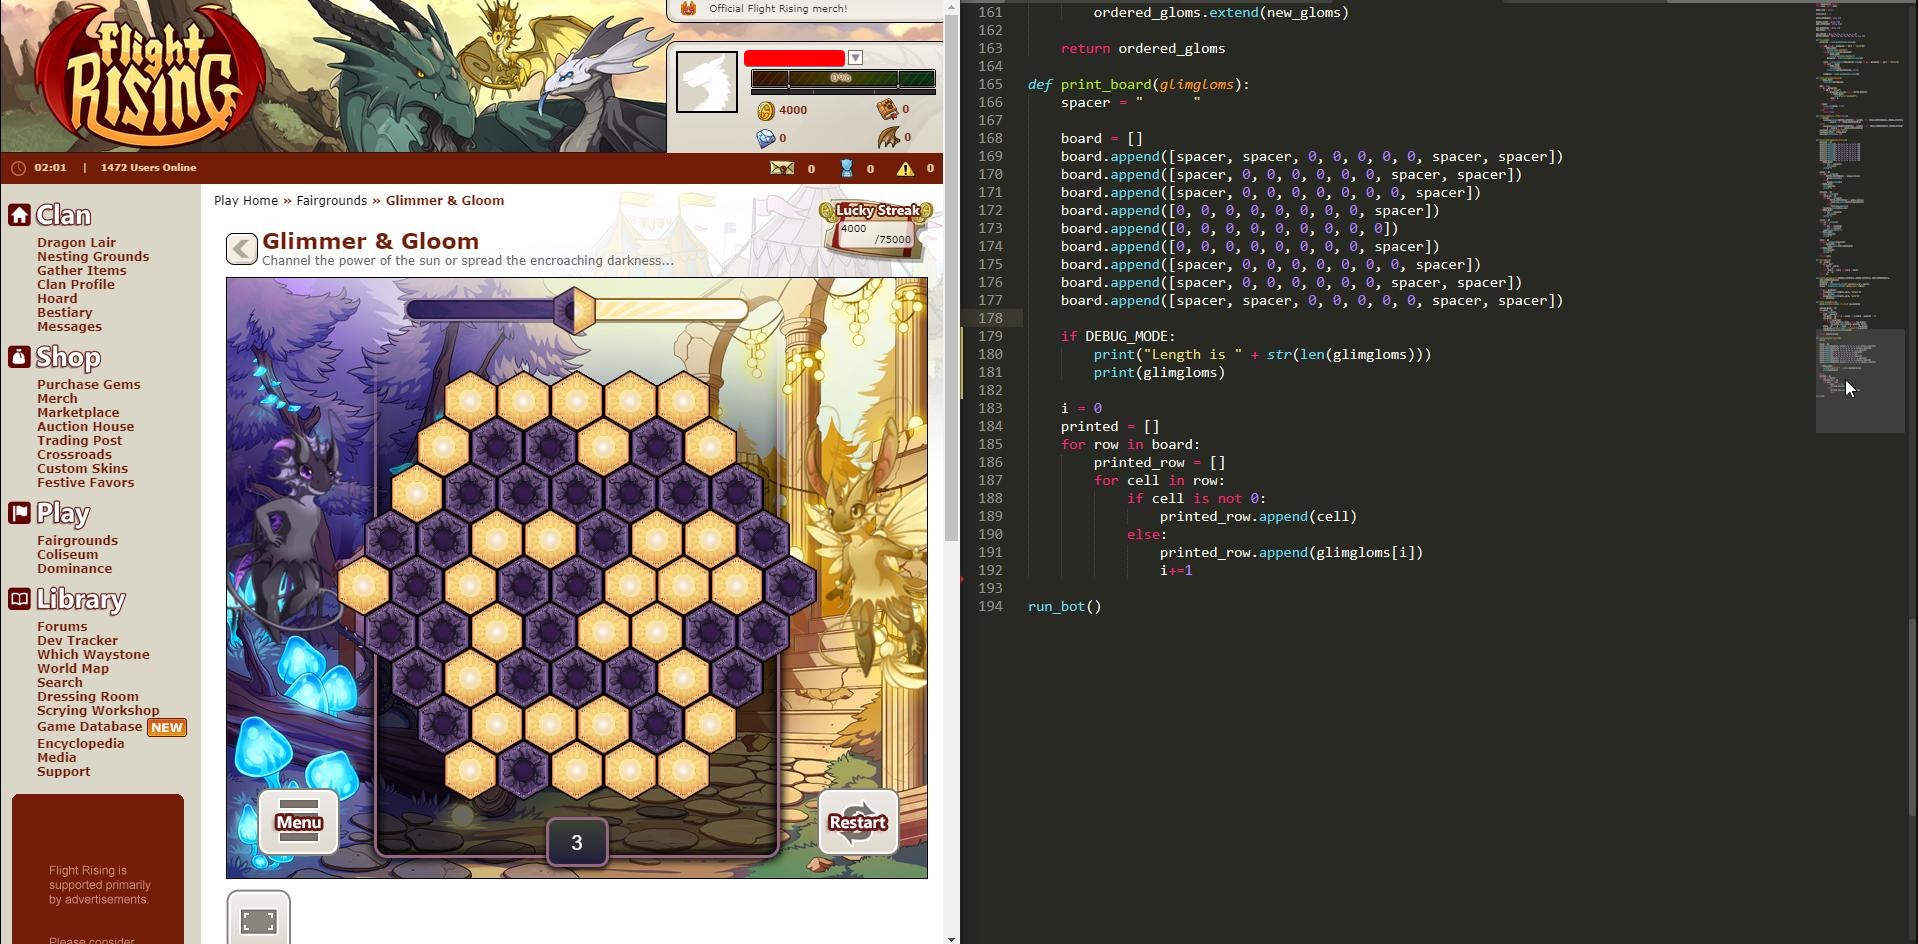 Flight
RISING
Official Flight Rising merch!
0%
4000
0
0
0
02:01 | 1472 Users Online
0
0
0
Clan
Dragon Lair
Nesting Grounds
Gather Items
Clan Profile
Hoard
Bestiary
Messages
Shop
Purchase Gems
Merch
Marketplace
Auction House
Trading Post
Crossroads
Custom Skins
Festive Favors
Play
Fairgrounds
Coliseum
Dominance
Library
Forums
Dev Tracker
Which Waystone
World Map
Search
Dressing Room
Scrying Workshop
Game Database NEW
Encyclopedia
Media
Support
Flight Rising is
supported primarily
by advertisements.
Please consider
Play Home » Fairgrounds » Glimmer & Gloom
Lucky Streak
4000
/75000
Glimmer & Gloom
Channel the power of the sun or spread the encroaching darkness...
Menu
3
Restart
161 ordered_gloms.extend(new_gloms)
162
163 return ordered_gloms
164
165 def print_board(glimgloms):
166 spacer = "      "
167
168 board = []
169 board.append([spacer, spacer, 0, 0, 0, 0, 0, spacer, spacer])
170 board.append([spacer, 0, 0, 0, 0, 0, 0, spacer, spacer])
171 board.append([spacer, 0, 0, 0, 0, 0, 0, 0, spacer])
172 board.append([0, 0, 0, 0, 0, 0, 0, 0, spacer])
173 board.append([0, 0, 0, 0, 0, 0, 0, 0, 0])
174 board.append([0, 0, 0, 0, 0, 0, 0, 0, spacer])
175 board.append([spacer, 0, 0, 0, 0, 0, 0, 0, spacer])
176 board.append([spacer, 0, 0, 0, 0, 0, 0, spacer, spacer])
177 board.append([spacer, spacer, 0, 0, 0, 0, 0, spacer, spacer])
178
179 if DEBUG_MODE:
180 print("Length is " + str(len(glimgloms)))
181 print(glimgloms)
182
183 i = 0
184 printed = []
185 for row in board:
186 printed_row = []
187 for cell in row:
188 if cell is not 0:
189 printed_row.append(cell)
190 else:
191 printed_row.append(glimgloms[i])
192 i+=1
193
194 run_bot()